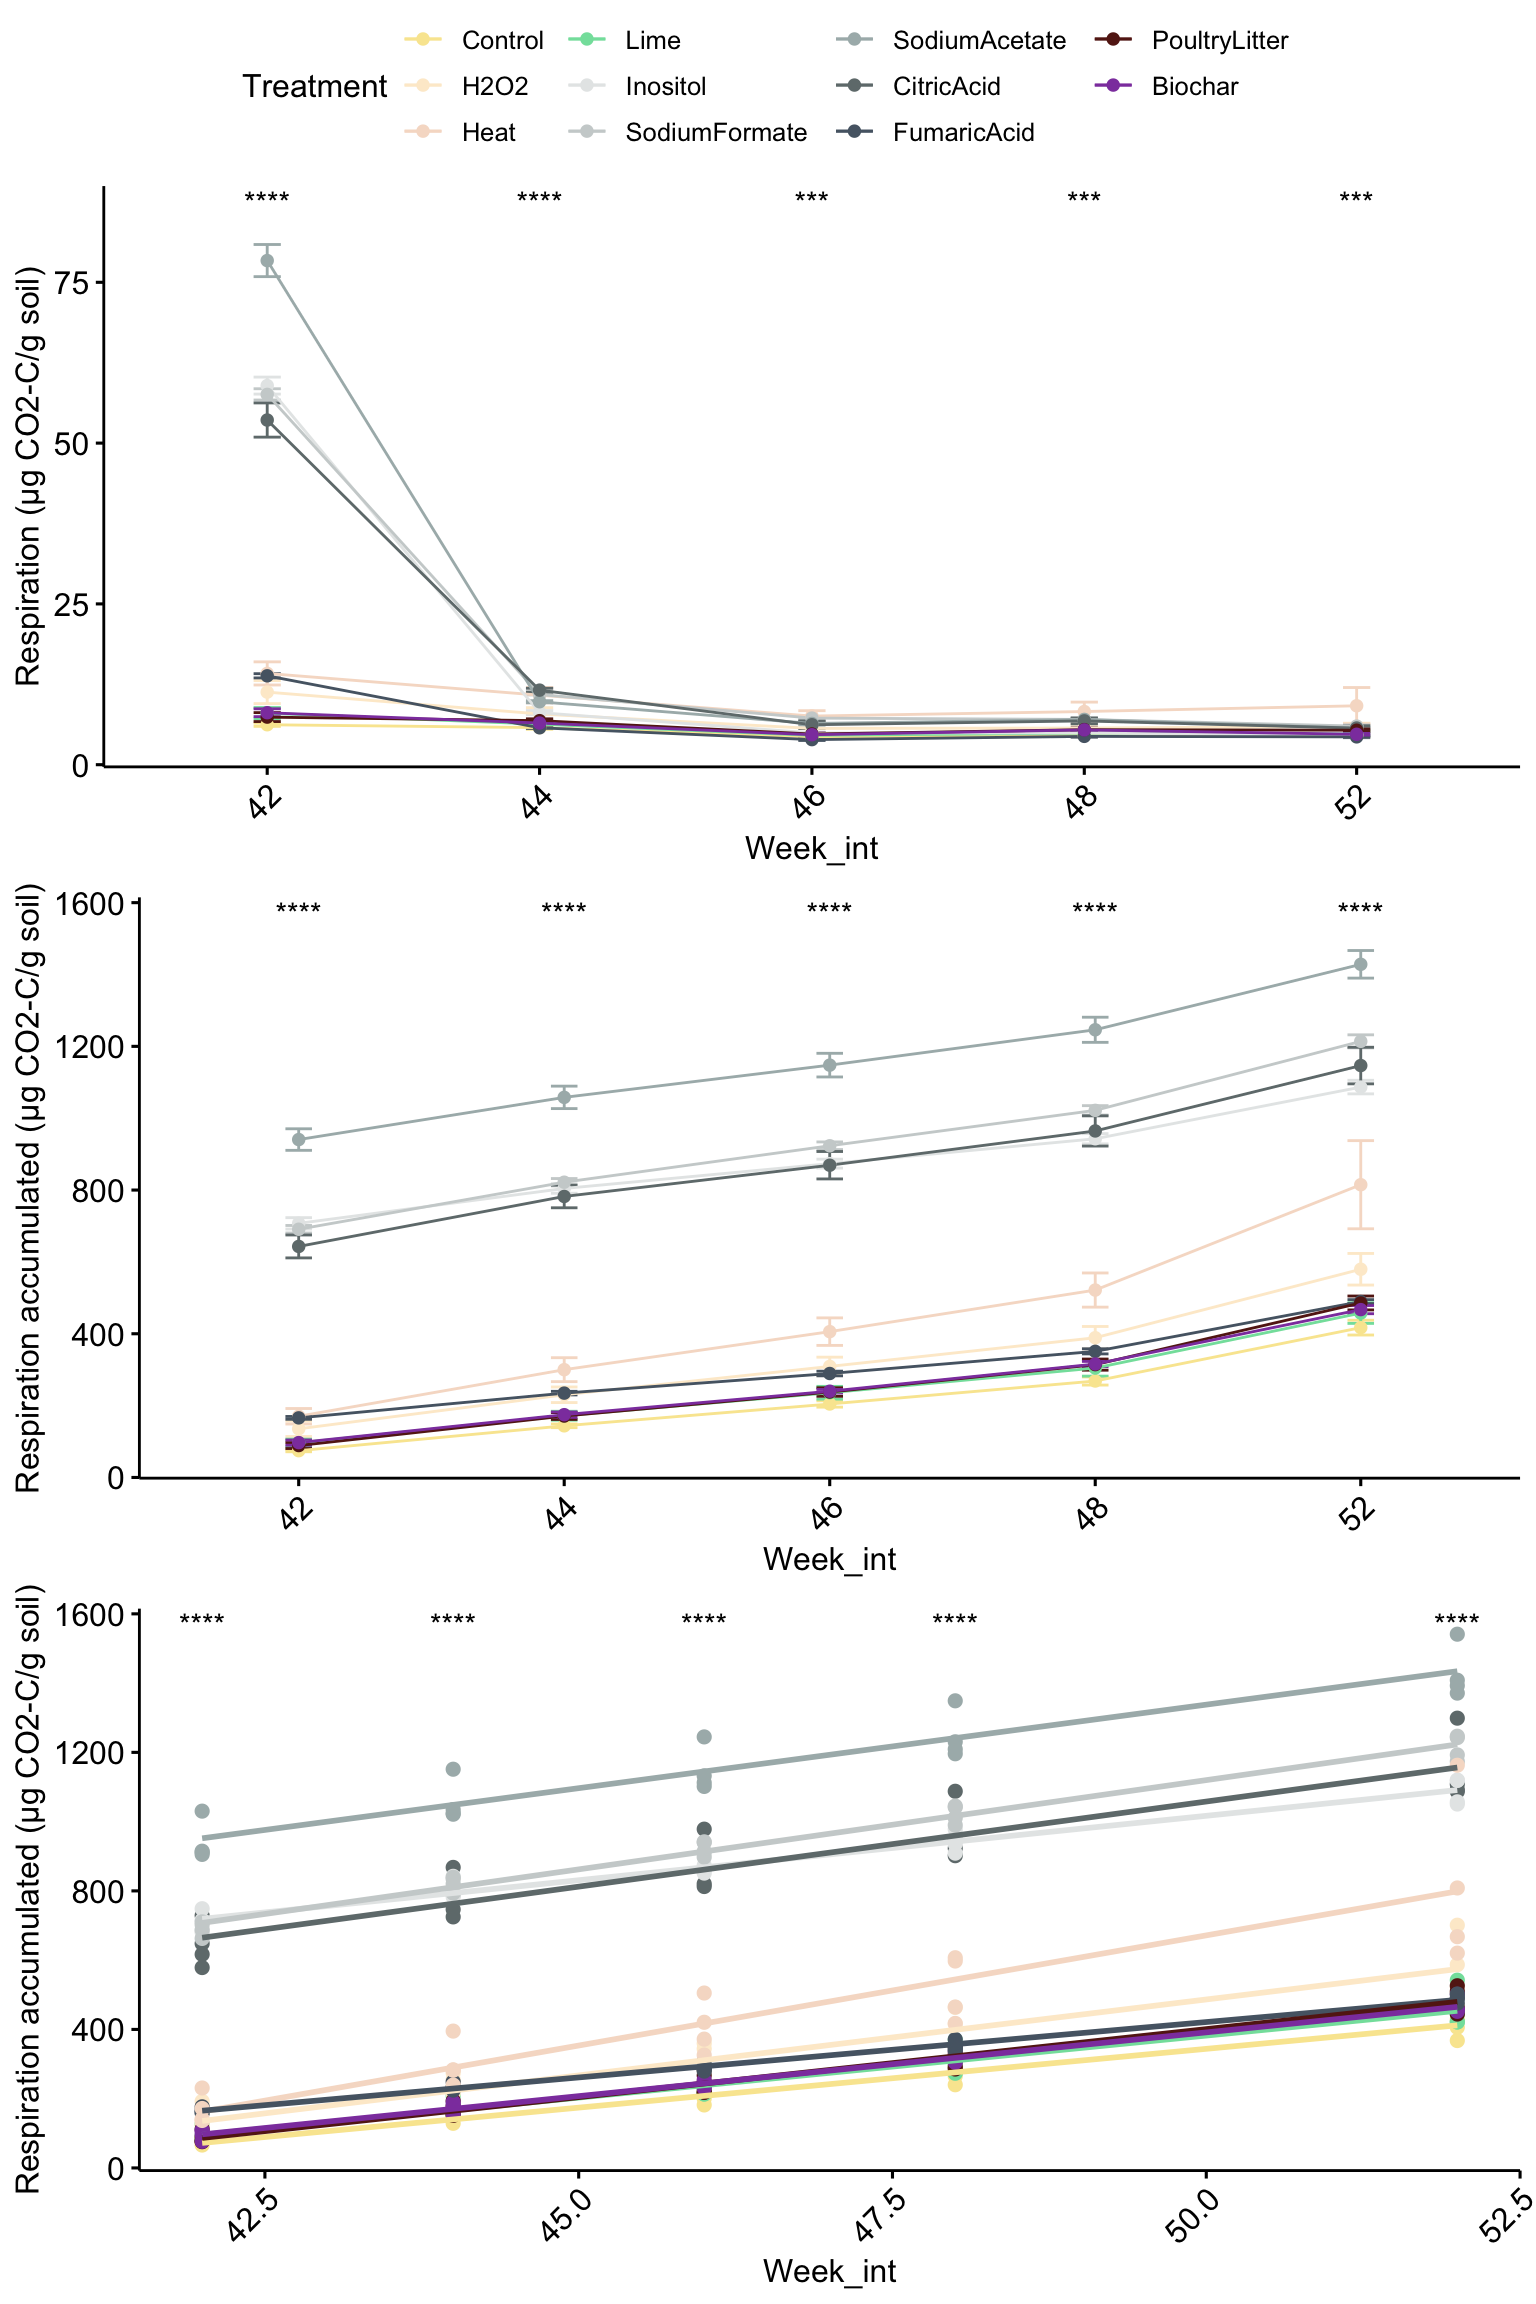 Control Lime SodiumAcetate PoultryLitter
Treatment H2O2 Inositol CitricAcid Biochar
Heat SodiumFormate FumaricAcid
**** **** *** *** ***
Respiration (µg CO2-C/g soil)
75
50
25
0
42 44 46 48 52
Week_int
**** **** **** **** ****
Respiration accumulated (µg CO2-C/g soil)
1600
1200
800
400
0
42 44 46 48 52
Week_int
**** **** **** **** ****
Respiration accumulated (µg CO2-C/g soil)
1600
1200
800
400
0
42.5 45.0 47.5 50.0 52.5
Week_int